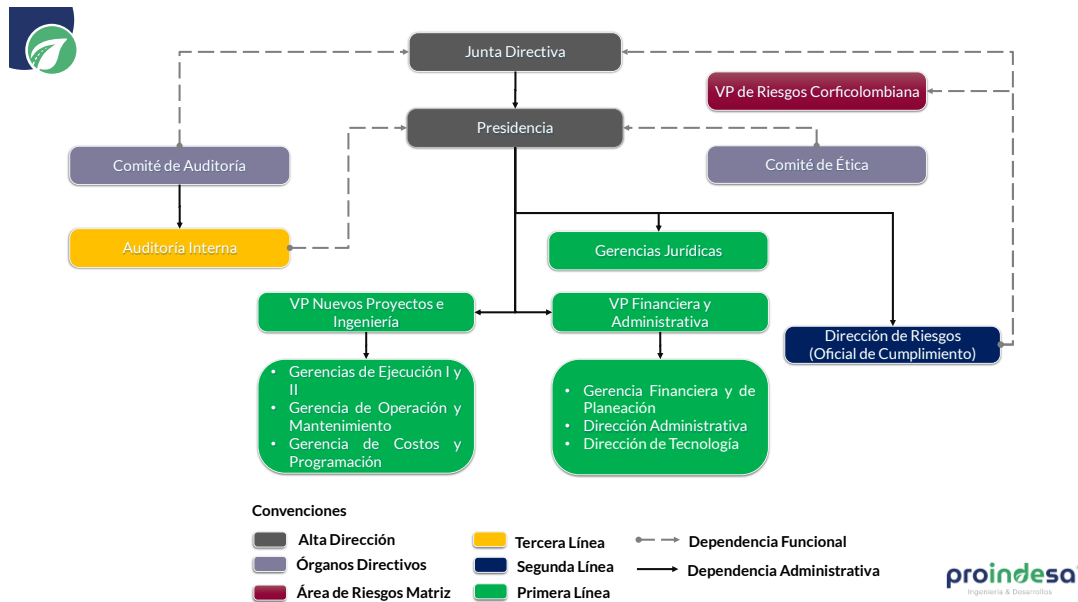 Junta Directiva
VP de Riesgos Corficolombiana
Presidencia
Comité de Auditoría
Comité de Ética
Auditoría Interna
Gerencias Jurídicas
VP Nuevos Proyectos e
Ingeniería
VP Financiera y
Administrativa
Dirección de Riesgos
(Oficial de Cumplimiento)
• Gerencias de Ejecución I y
II
• Gerencia de Operación y
Mantenimiento
• Gerencia de Costos y
Programación
• Gerencia Financiera y de
Planeación
• Dirección Administrativa
• Dirección de Tecnología
Convenciones
Alta Dirección
Órganos Directivos
Área de Riesgos Matriz
Tercera Línea
Segunda Línea
Primera Línea
Dependencia Funcional
Dependencia Administrativa
proindesa
Ingeniería & Desarrollos